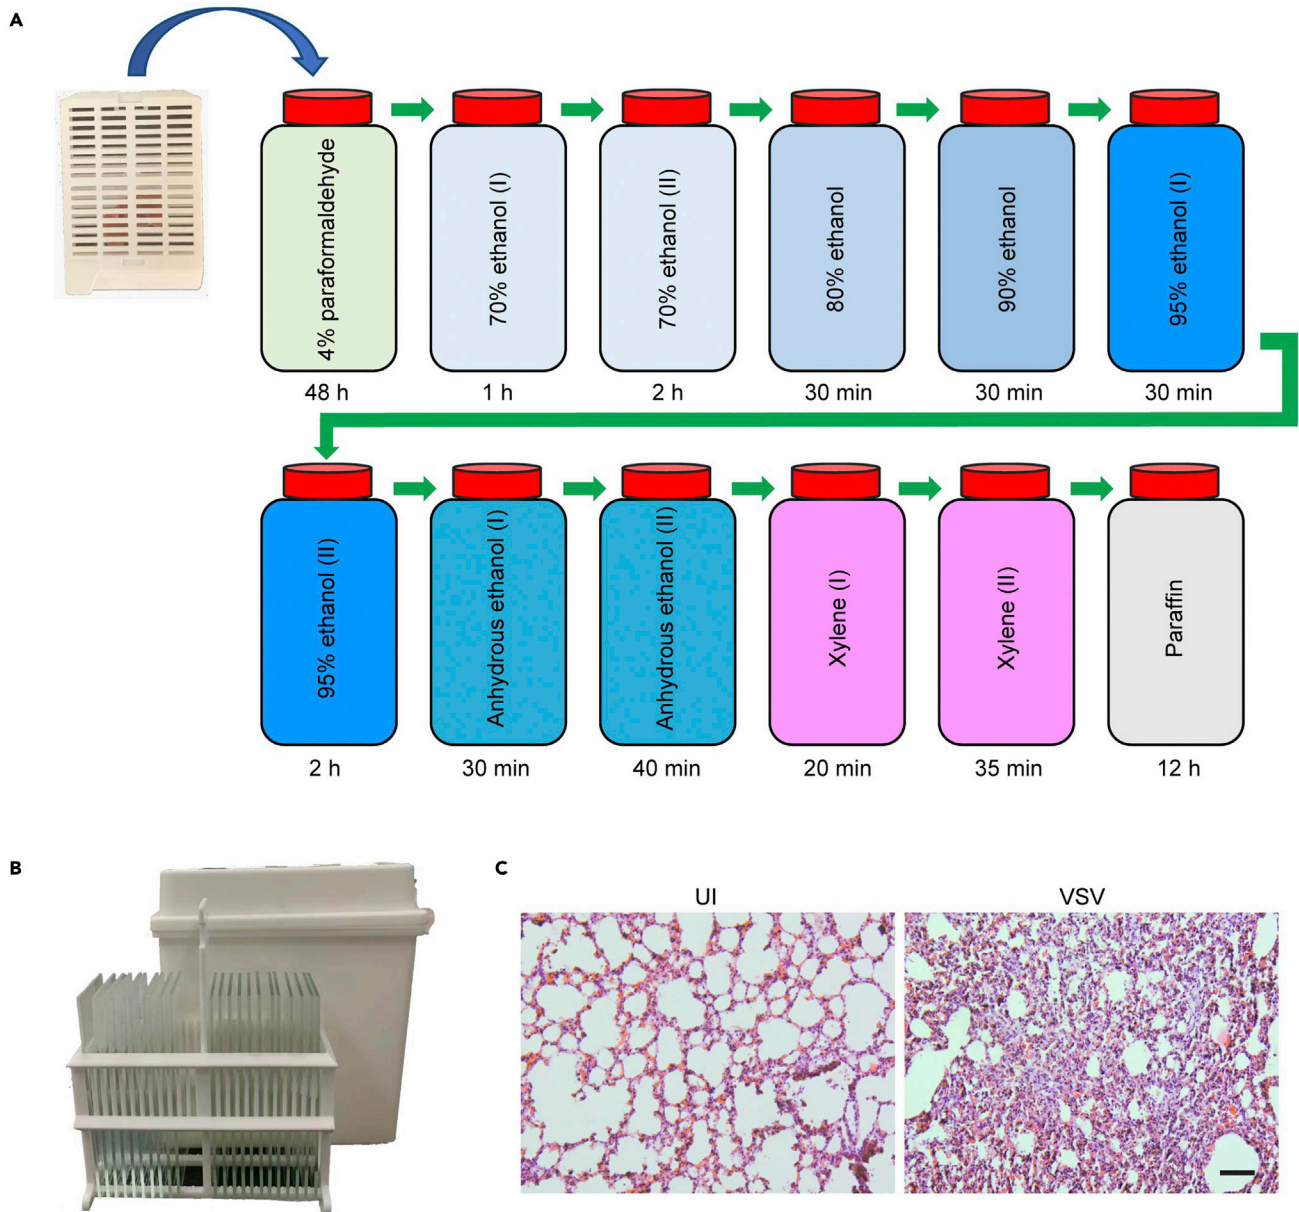 A
4% paraformaldehyde
70% ethanol (I)
70% ethanol (II)
80% ethanol
90% ethanol
95% ethanol (I)
48 h
1 h
2 h
30 min
30 min
30 min
95% ethanol (II)
Anhydrous ethanol (I)
Anhydrous ethanol (II)
Xylene (I)
Xylene (II)
Paraffin
2 h
30 min
40 min
20 min
35 min
12 h
B
C
UI
VSV